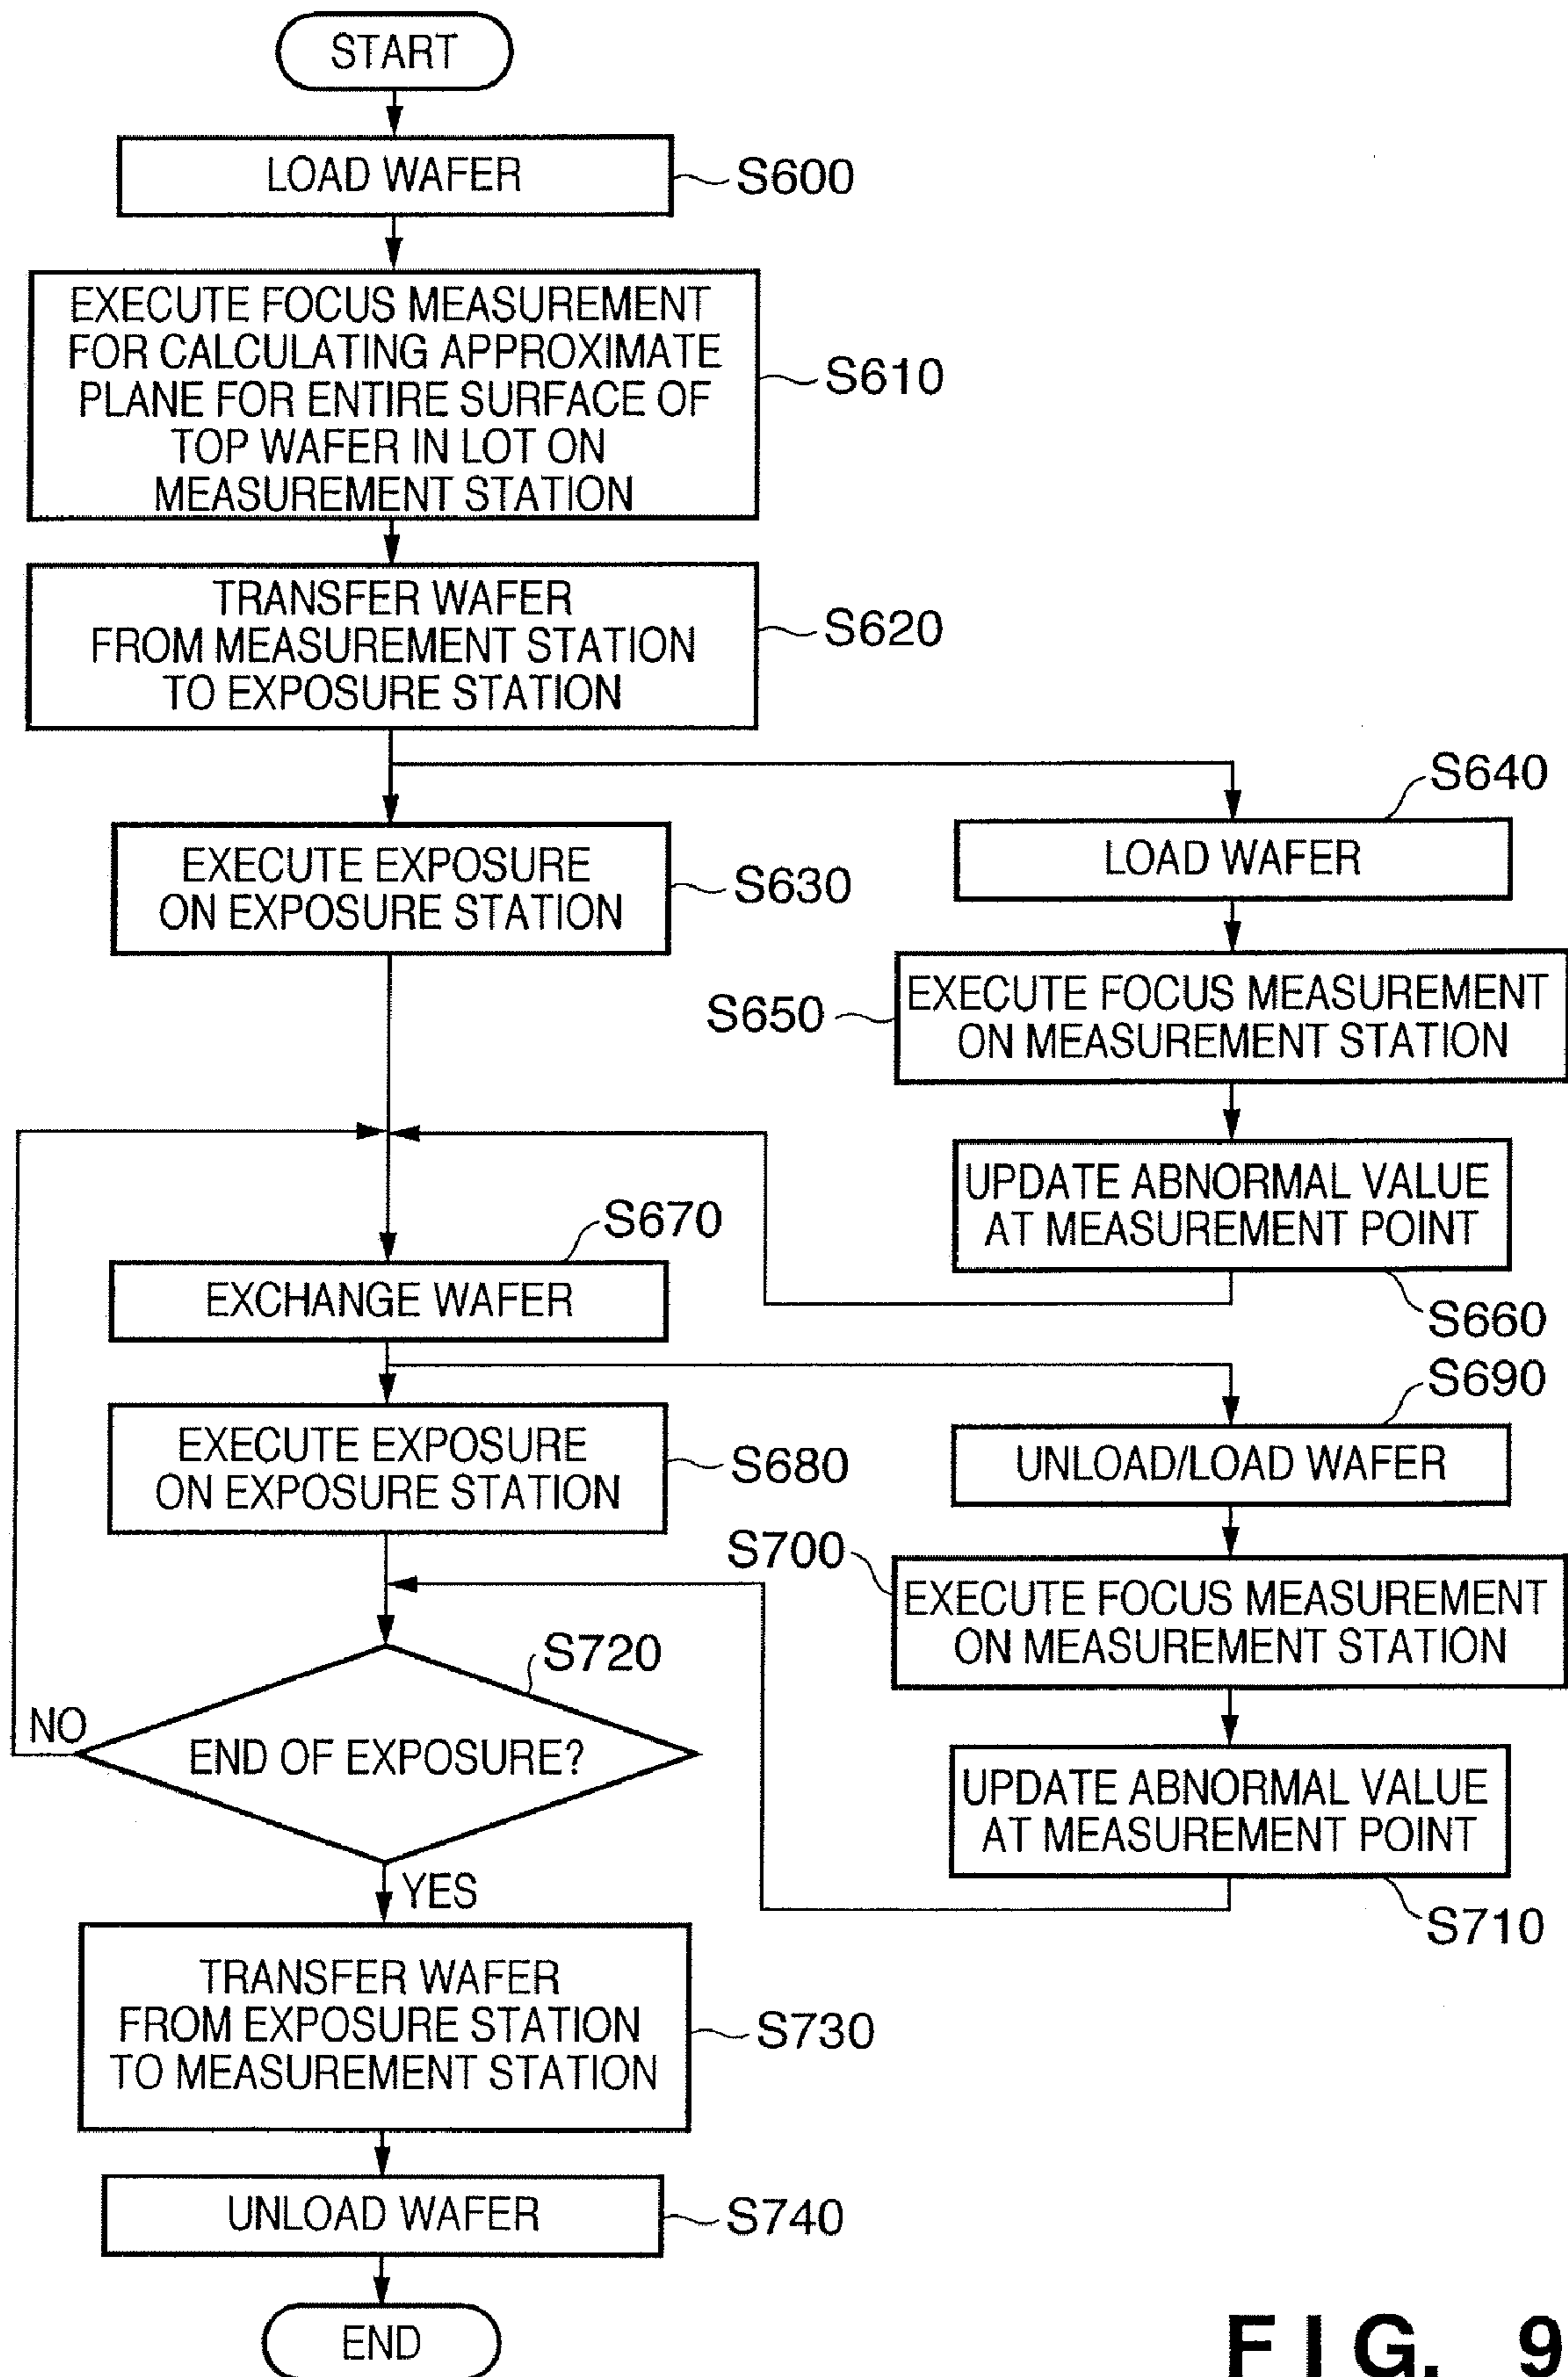 START
LOAD WAFER
S600
EXECUTE FOCUS MEASUREMENT
FOR CALCULATING APPROXIMATE
PLANE FOR ENTIRE SURFACE OF
TOP WAFER IN LOT ON
MEASUREMENT STATION
S610
TRANSFER WAFER
FROM MEASUREMENT STATION
TO EXPOSURE STATION
S620
EXECUTE EXPOSURE
ON EXPOSURE STATION
S630
S640
LOAD WAFER
S650
EXECUTE FOCUS MEASUREMENT
ON MEASUREMENT STATION
UPDATE ABNORMAL VALUE
AT MEASUREMENT POINT
S660
S670
EXCHANGE WAFER
EXECUTE EXPOSURE
ON EXPOSURE STATION
S680
S690
UNLOAD/LOAD WAFER
S700
EXECUTE FOCUS MEASUREMENT
ON MEASUREMENT STATION
UPDATE ABNORMAL VALUE
AT MEASUREMENT POINT
S710
S720
END OF EXPOSURE?
NO
YES
TRANSFER WAFER
FROM EXPOSURE STATION
TO MEASUREMENT STATION
S730
UNLOAD WAFER
S740
END
FIG. 9